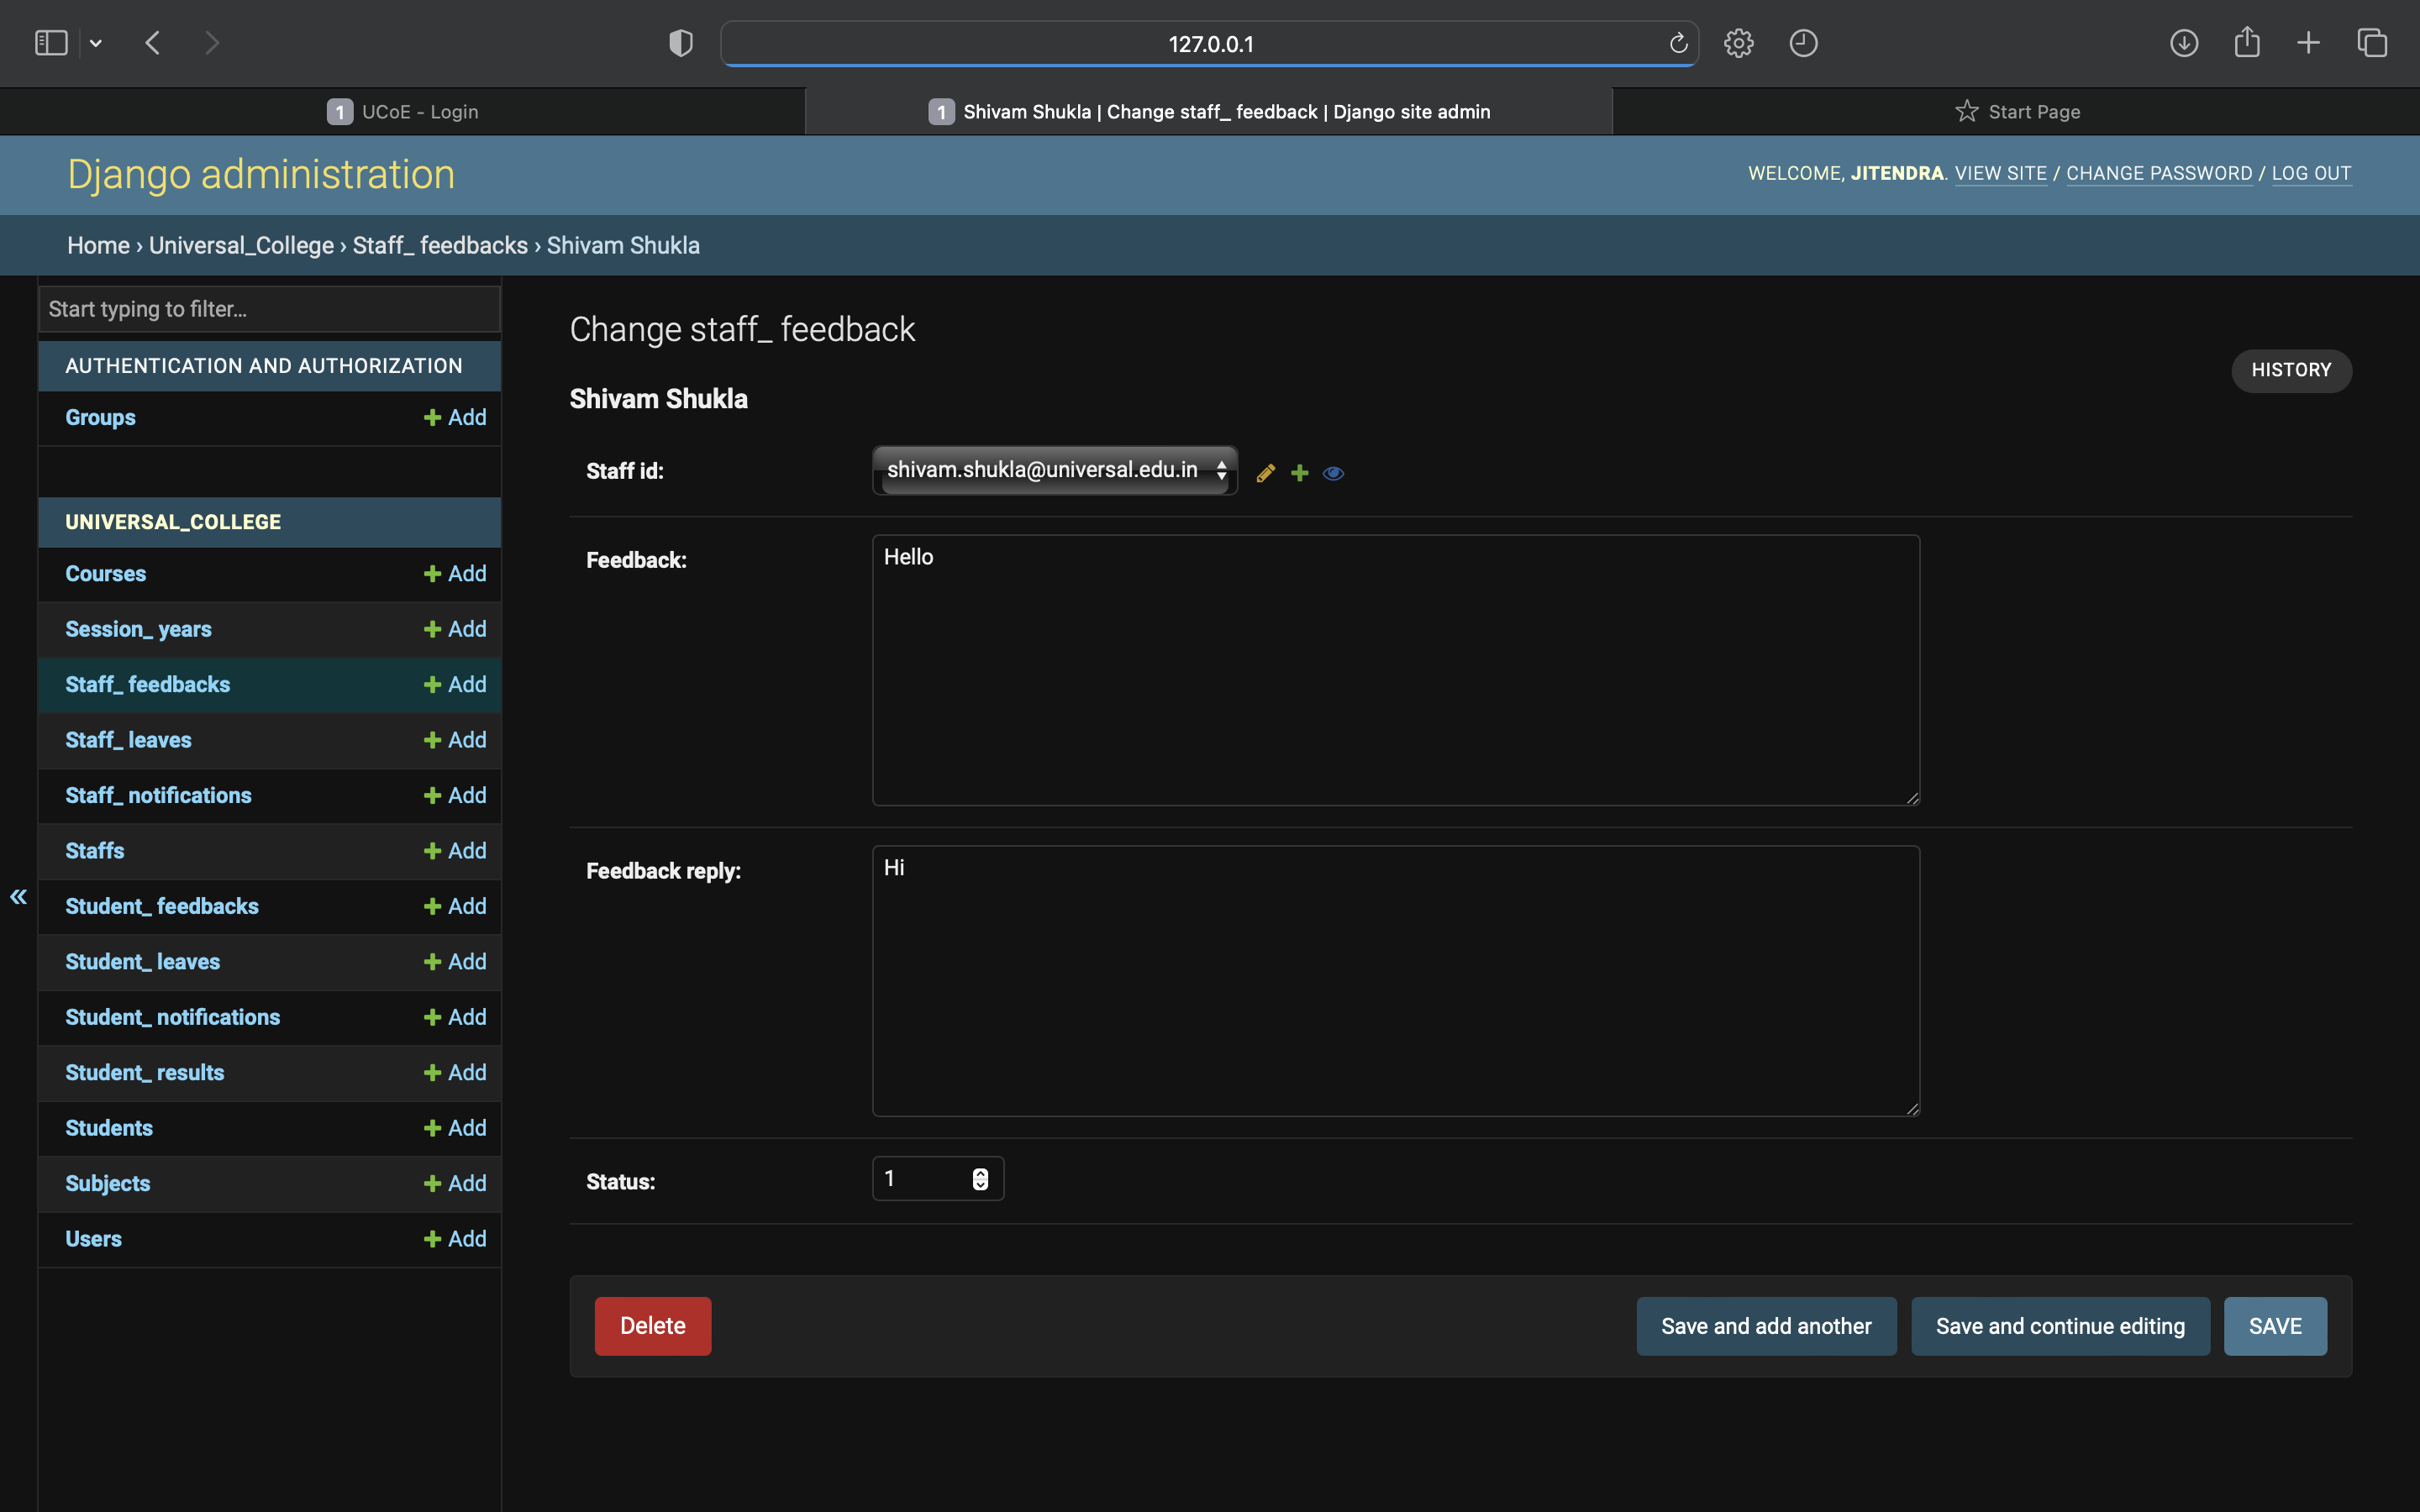 127.0.0.1
1 UCoE - Login
1 Shivam Shukla | Change staff_ feedback | Django site admin
Start Page
Django administration
WELCOME, JITENDRA. VIEW SITE / CHANGE PASSWORD / LOG OUT
Home › Universal_College › Staff_ feedbacks › Shivam Shukla
Start typing to filter...
AUTHENTICATION AND AUTHORIZATION
Groups + Add
UNIVERSAL_COLLEGE
Courses + Add
Session_ years + Add
Staff_ feedbacks + Add
Staff_ leaves + Add
Staff_ notifications + Add
Staffs + Add
Student_ feedbacks + Add
Student_ leaves + Add
Student_ notifications + Add
Student_ results + Add
Students + Add
Subjects + Add
Users + Add
«
Change staff_ feedback
HISTORY
Shivam Shukla
Staff id: shivam.shukla@universal.edu.in
Feedback: Hello
Feedback reply: Hi
Status: 1
Delete
Save and add another
Save and continue editing
SAVE